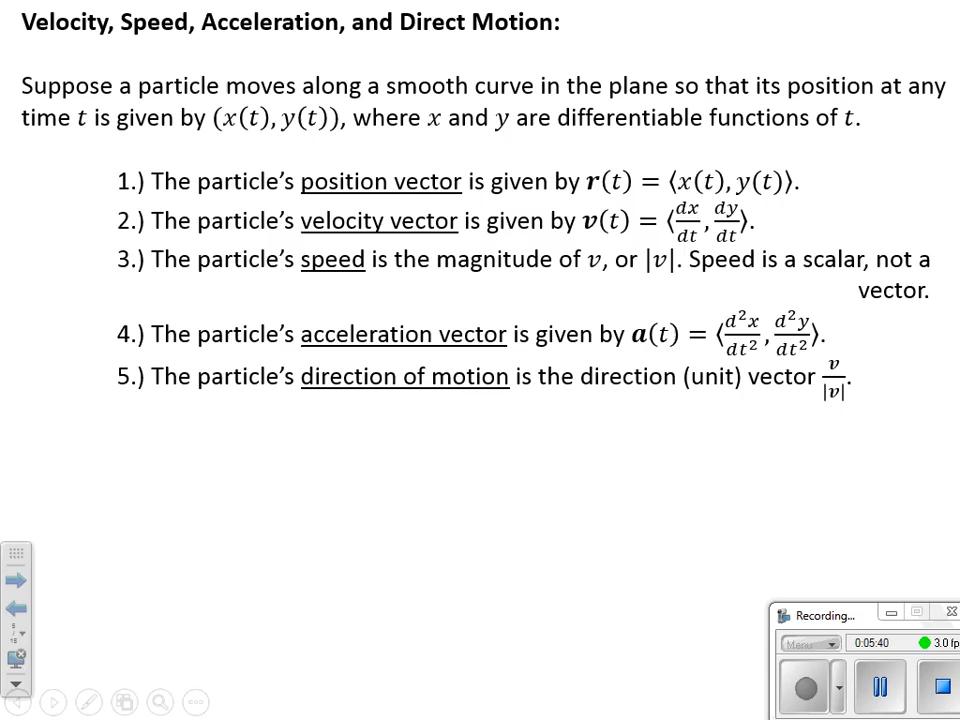 Velocity, Speed, Acceleration, and Direct Motion:
Suppose a particle moves along a smooth curve in the plane so that its position at any
time 𝑡 is given by (𝑥(𝑡), 𝑦(𝑡)), where 𝑥 and 𝑦 are differentiable functions of 𝑡.
1.) The particle’s position vector is given by 𝒓(𝑡) = ⟨𝑥(𝑡), 𝑦(𝑡)⟩.
2.) The particle’s velocity vector is given by 𝒗(𝑡) = ⟨𝑑𝑥/𝑑𝑡, 𝑑𝑦/𝑑𝑡⟩.
3.) The particle’s speed is the magnitude of 𝑣, or |𝑣|. Speed is a scalar, not a
vector.
4.) The particle’s acceleration vector is given by 𝒂(𝑡) = ⟨𝑑²𝑥/𝑑𝑡², 𝑑²𝑦/𝑑𝑡²⟩.
5.) The particle’s direction of motion is the direction (unit) vector 𝒗/|𝒗|.
5
/
15
Recording...
Menu
0:05:40
3.0 fp